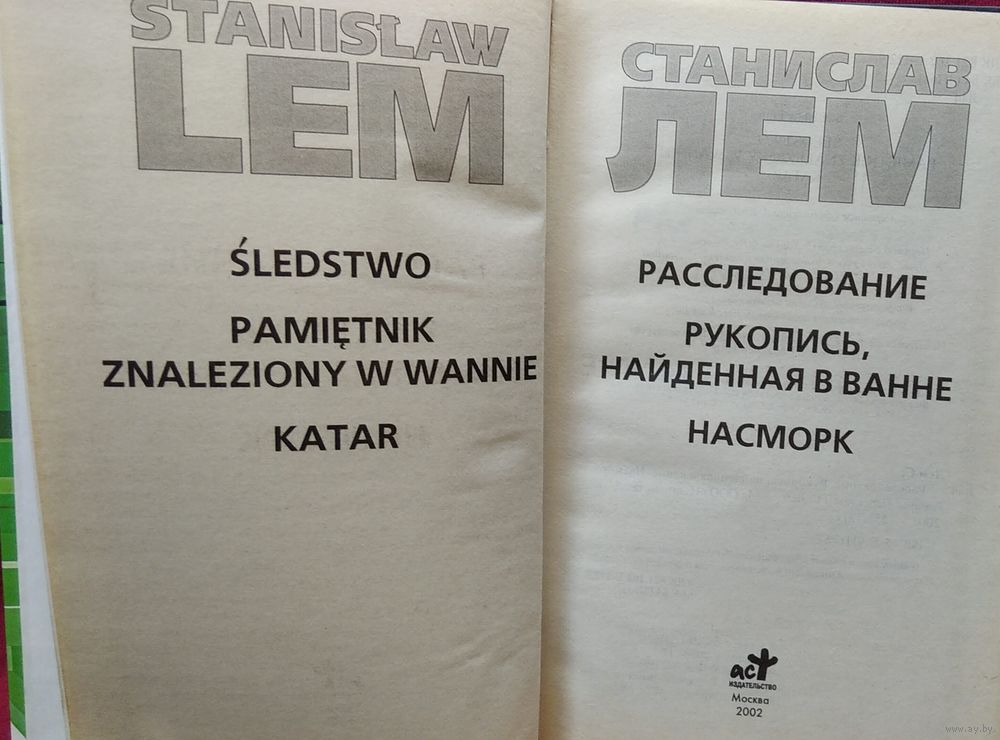 STANISŁAW
LEM
ŚLEDSTWO
PAMIĘTNIK
ZNALEZIONY W WANNIE
KATAR
СТАНИСЛАВ
ЛЕМ
РАССЛЕДОВАНИЕ
РУКОПИСЬ,
НАЙДЕННАЯ В ВАННЕ
НАСМОРК
аст
ИЗДАТЕЛЬСТВО
Москва
2002
www.ay.by